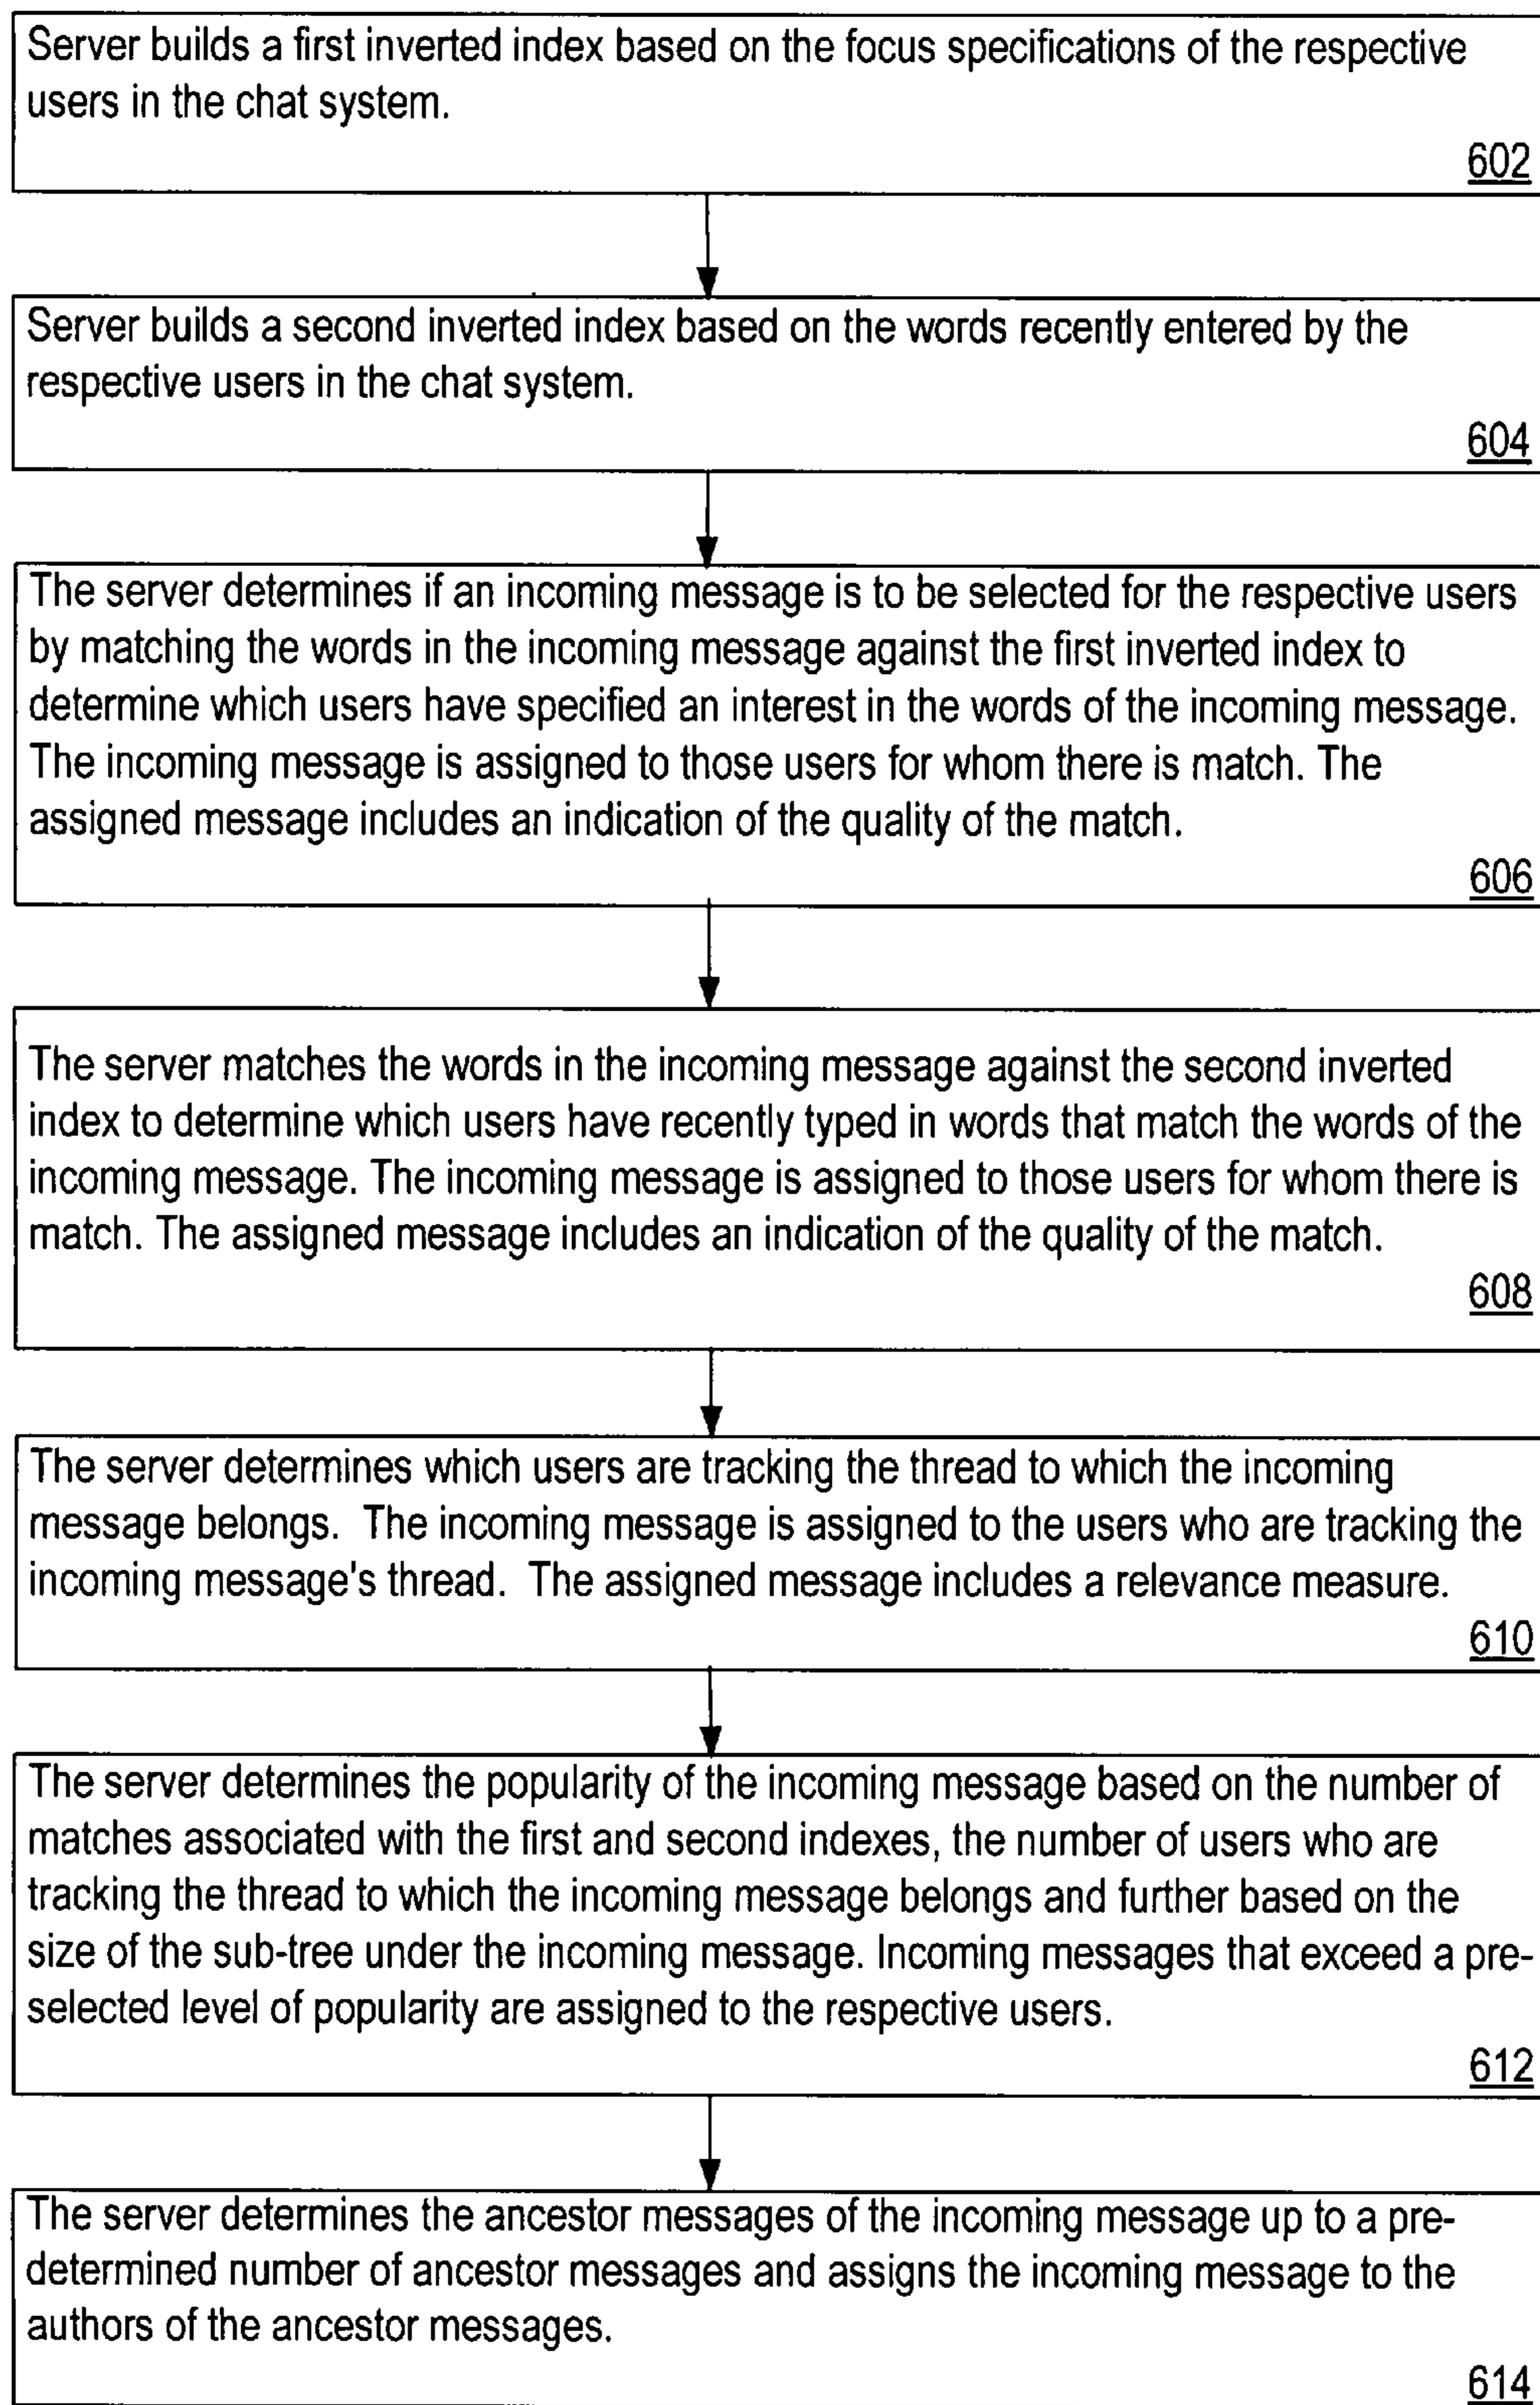 Server builds a first inverted index based on the focus specifications of the respective
users in the chat system.
602
Server builds a second inverted index based on the words recently entered by the
respective users in the chat system.
604
The server determines if an incoming message is to be selected for the respective users
by matching the words in the incoming message against the first inverted index to
determine which users have specified an interest in the words of the incoming message.
The incoming message is assigned to those users for whom there is match. The
assigned message includes an indication of the quality of the match.
606
The server matches the words in the incoming message against the second inverted
index to determine which users have recently typed in words that match the words of the
incoming message. The incoming message is assigned to those users for whom there is
match. The assigned message includes an indication of the quality of the match.
608
The server determines which users are tracking the thread to which the incoming
message belongs. The incoming message is assigned to the users who are tracking the
incoming message's thread. The assigned message includes a relevance measure.
610
The server determines the popularity of the incoming message based on the number of
matches associated with the first and second indexes, the number of users who are
tracking the thread to which the incoming message belongs and further based on the
size of the sub-tree under the incoming message. Incoming messages that exceed a pre-
selected level of popularity are assigned to the respective users.
612
The server determines the ancestor messages of the incoming message up to a pre-
determined number of ancestor messages and assigns the incoming message to the
authors of the ancestor messages.
614